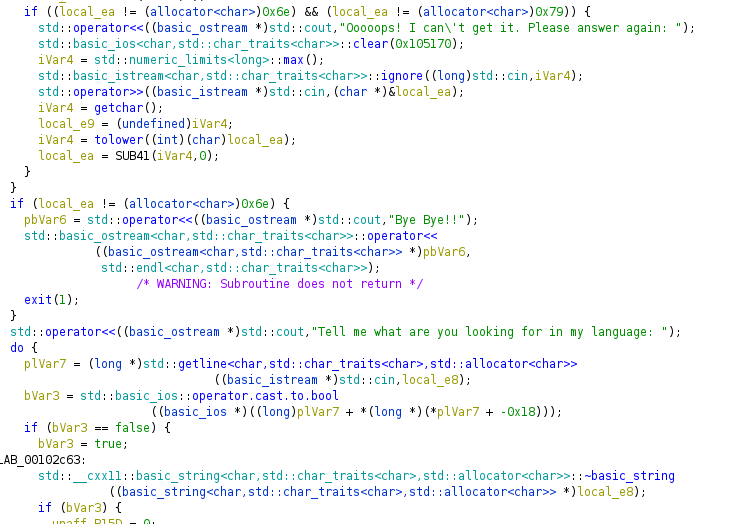 if ((local_ea != (allocator<char>)0x6e) && (local_ea != (allocator<char>)0x79)) {
std::operator<<((basic_ostream *)std::cout,"Ooooops! I can\'t get it. Please answer again: ");
std::basic_ios<char,std::char_traits<char>>::clear(0x105170);
iVar4 = std::numeric_limits<long>::max();
std::basic_istream<char,std::char_traits<char>>::ignore((long)std::cin,iVar4);
std::operator>>((basic_istream *)std::cin,(char *)&local_ea);
iVar4 = getchar();
local_e9 = (undefined)iVar4;
iVar4 = tolower((int)(char)local_ea);
local_ea = SUB41(iVar4,0);
}
}
if (local_ea != (allocator<char>)0x6e) {
pbVar6 = std::operator<<((basic_ostream *)std::cout,"Bye Bye!!");
std::basic_ostream<char,std::char_traits<char>>::operator<<
((basic_ostream<char,std::char_traits<char>> *)pbVar6,
std::endl<char,std::char_traits<char>>);
/* WARNING: Subroutine does not return */
exit(1);
}
std::operator<<((basic_ostream *)std::cout,"Tell me what are you looking for in my language: ");
do {
plVar7 = (long *)std::getline<char,std::char_traits<char>,std::allocator<char>>
((basic_istream *)std::cin,local_e8);
bVar3 = std::basic_ios::operator.cast.to.bool
((basic_ios *)((long)plVar7 + *(long *)(*plVar7 + -0x18)));
if (bVar3 == false) {
bVar3 = true;
LAB_00102c63:
std::__cxx11::basic_string<char,std::char_traits<char>,std::allocator<char>>::~basic_string
((basic_string<char,std::char_traits<char>,std::allocator<char>> *)local_e8);
if (bVar3) {
unaff_R15D = 0;